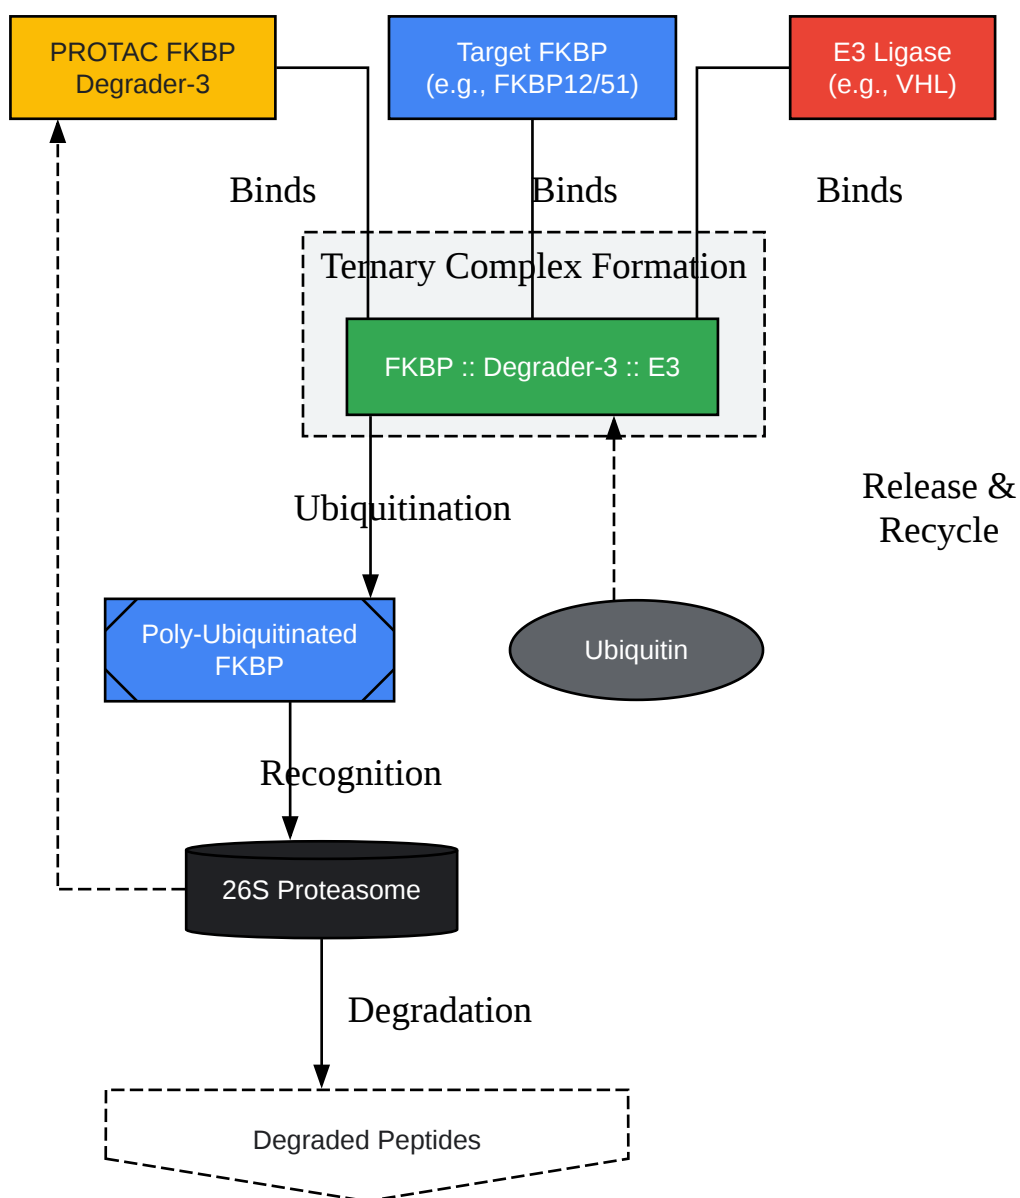 PROTAC FKBP
Degrader-3
Target FKBP
(e.g., FKBP12/51)
E3 Ligase
(e.g., VHL)
Binds
Binds
Binds
Ternary Complex Formation
FKBP :: Degrader-3 :: E3
Ubiquitination
Release &
Recycle
Poly-Ubiquitinated
FKBP
Ubiquitin
Recognition
26S Proteasome
Degradation
Degraded Peptides